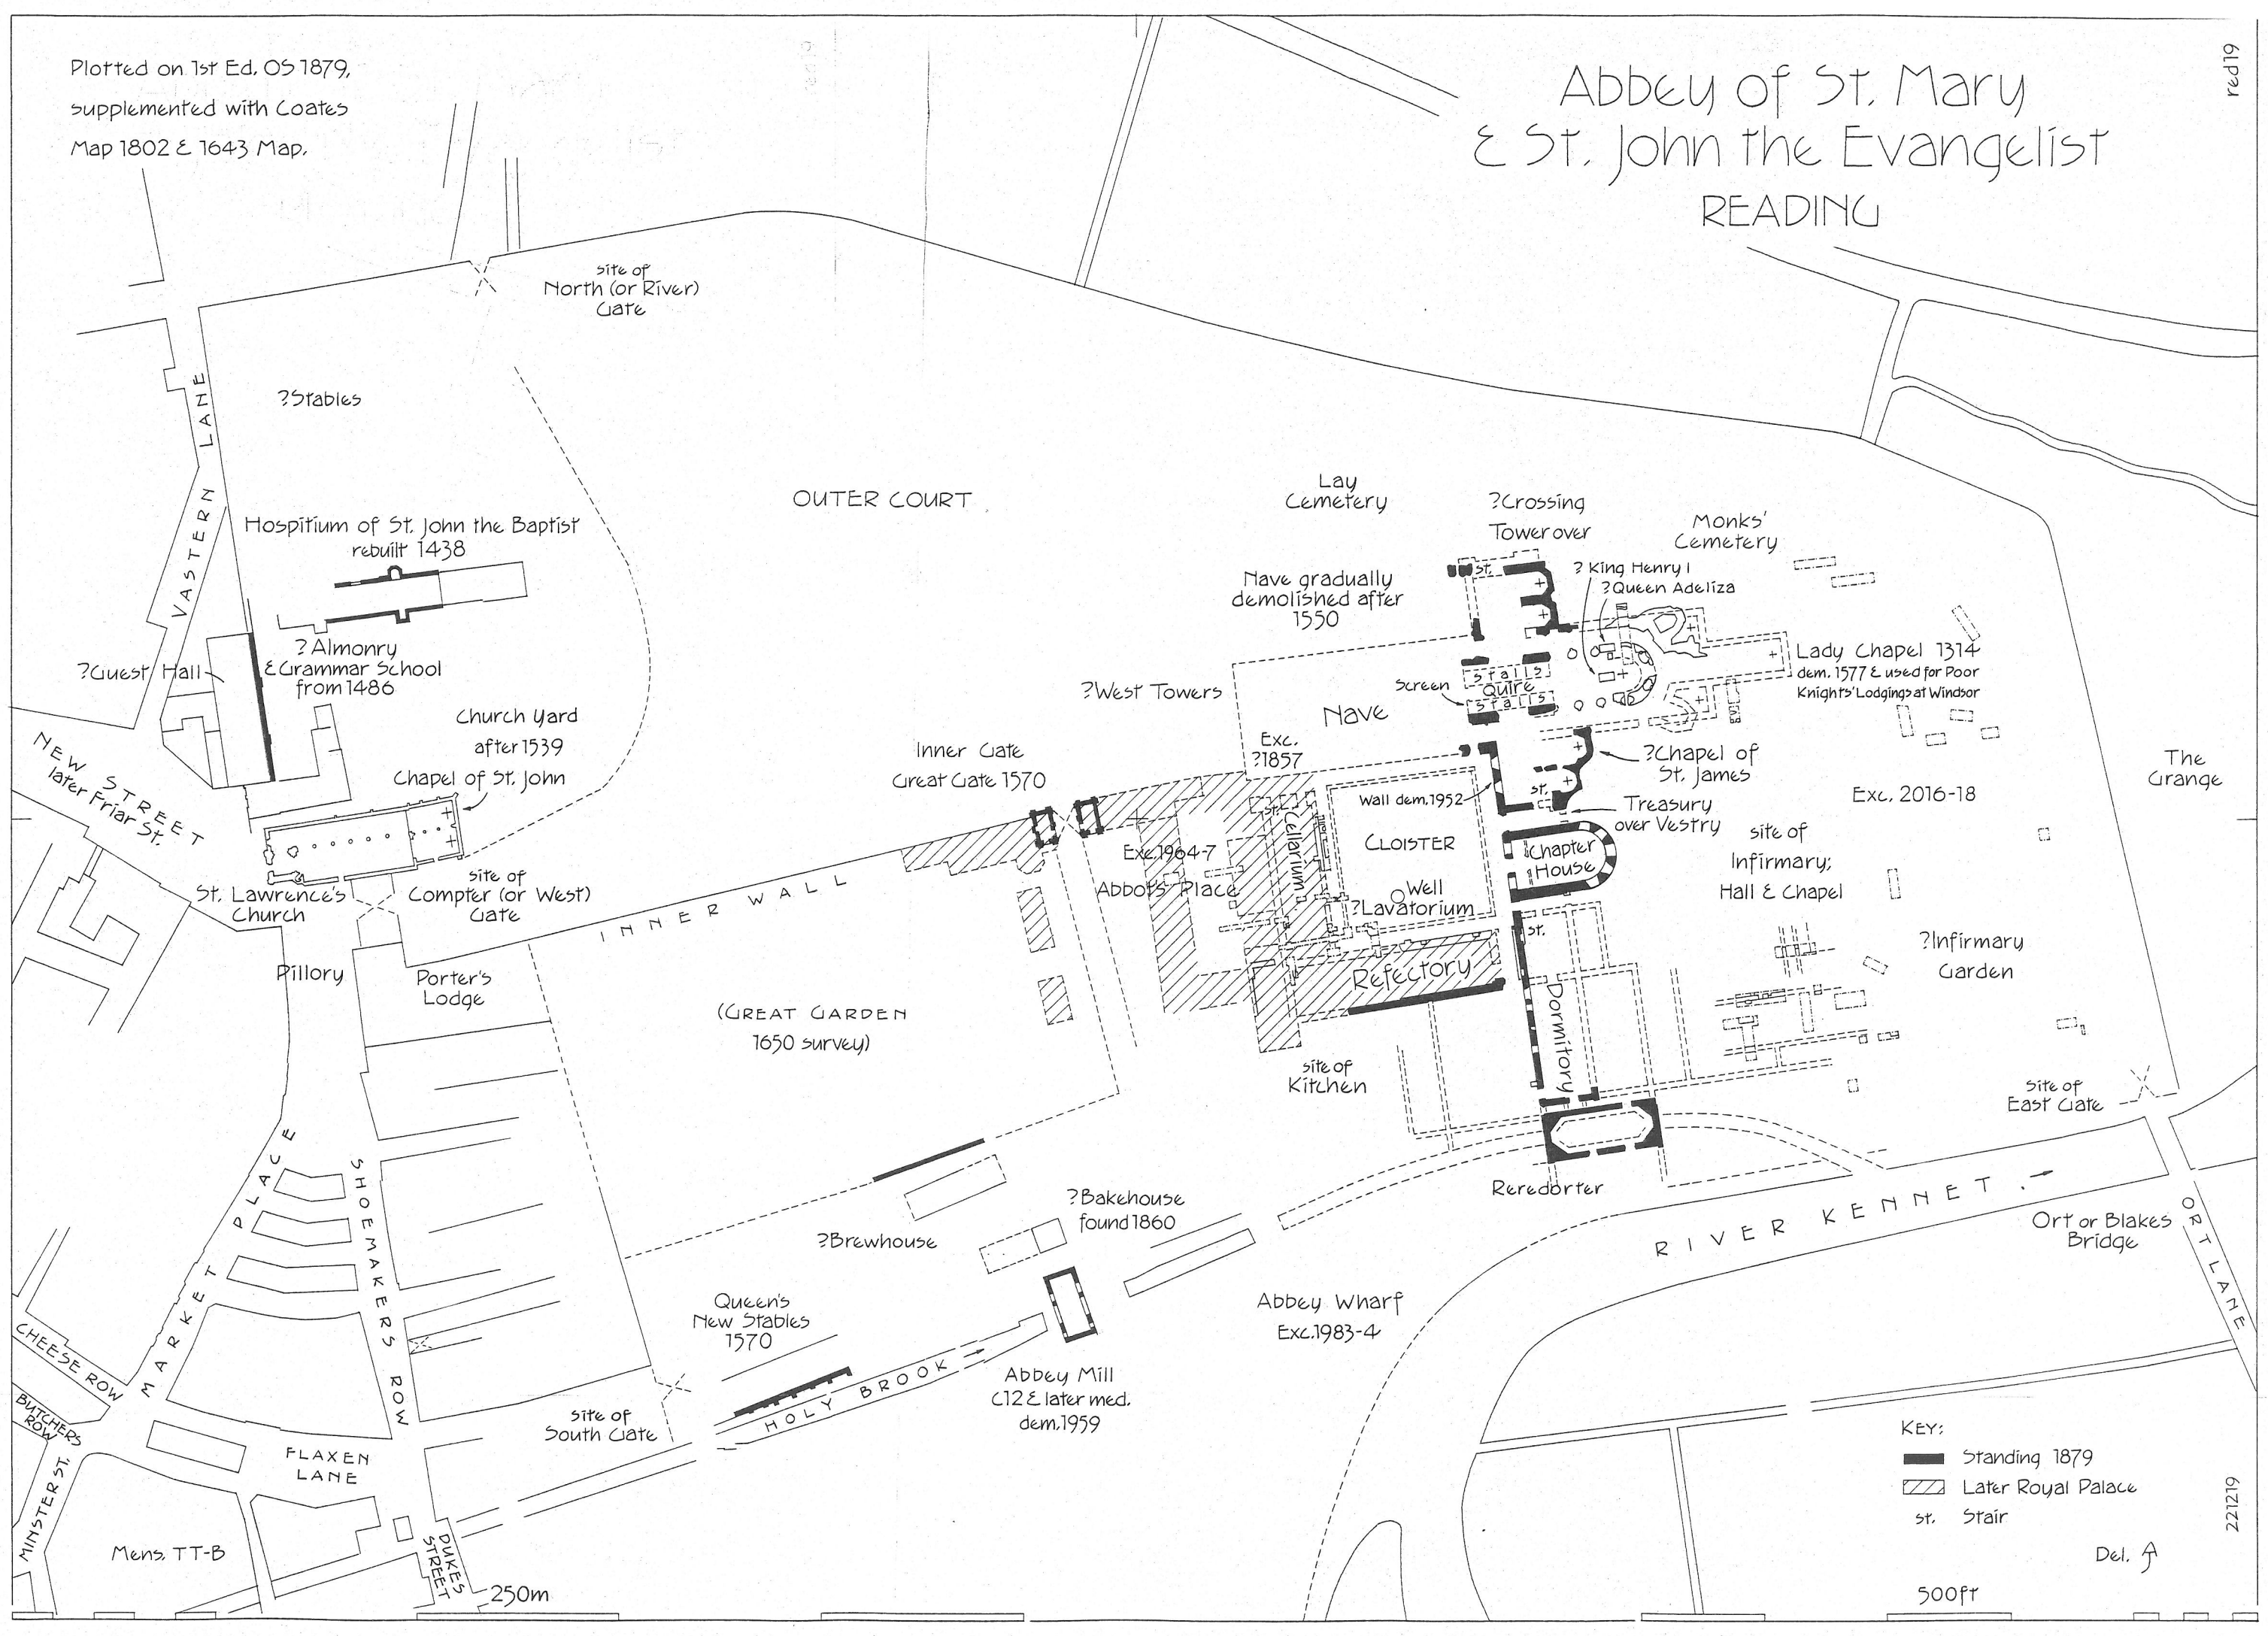 Plotted on 1st Ed. OS 1879,
supplemented with Coates
Map 1802 & 1643 Map.
Abbey of St. Mary
& St. John the Evangelist
READING
red19
site of
North (or River)
Gate
?Stables
VASTERN LANE
OUTER COURT
Lay
Cemetery
?Crossing
Tower over
Monks'
Cemetery
Hospitium of St. John the Baptist
rebuilt 1438
st.
? King Henry I
?Queen Adeliza
Nave gradually
demolished after
1550
?Almonry
& Grammar School
from 1486
?Guest Hall
Lady Chapel 1314
dem. 1577 & used for Poor
Knights' Lodgings at Windsor
?West Towers
Screen
Stalls
Quire
Stalls
Nave
Church Yard
after 1539
Chapel of St. John
NEW STREET
later Friar St.
Exc.
?1857
Inner Gate
Great Gate 1570
?Chapel of
St. James
The
Grange
Wall dem. 1952
st.
Exc. 2016-18
Treasury
over Vestry
st.
Cellarium
CLOISTER
Chapter
House
site of
Infirmary;
Hall & Chapel
Exc. 1964-7
Abbots' Place
Well
?Lavatorium
St. Lawrence's
Church
site of
Compter (or West)
Gate
INNER WALL
st.
?Infirmary
Garden
Pillory
Porter's
Lodge
Refectory
Dormitory
(GREAT GARDEN
1650 survey)
site of
Kitchen
Site of
East Gate
MARKET PLACE
SHOEMAKERS ROW
Reredorter
RIVER KENNET
?Bakehouse
found 1860
?Brewhouse
Ort or Blakes
Bridge
ORT LANE
Queen's
New Stables
1570
Abbey Wharf
Exc. 1983-4
CHEESE ROW
HOLY BROOK
Abbey Mill
C12 & later med.
dem. 1959
BUTCHERS
ROW
site of
South Gate
FLAXEN
LANE
MINSTER ST.
KEY:
Standing 1879
Later Royal Palace
st. Stair
Mens. TT-B
DUKES
STREET
Del.
221219
250m
500ft